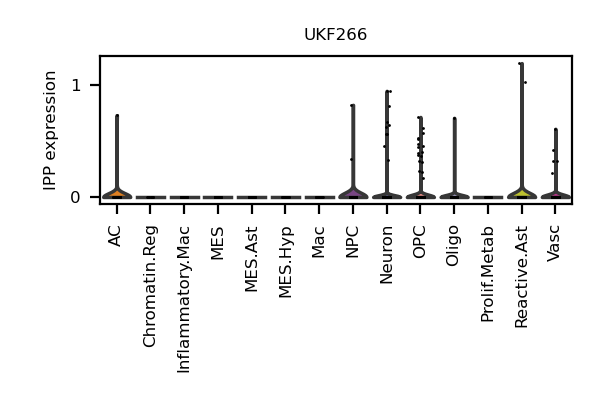 UKF266
IPP expression
1
0
AC
Chromatin.Reg
Inflammatory.Mac
MES
MES.Ast
MES.Hyp
Mac
NPC
Neuron
OPC
Oligo
Prolif.Metab
Reactive.Ast
Vasc